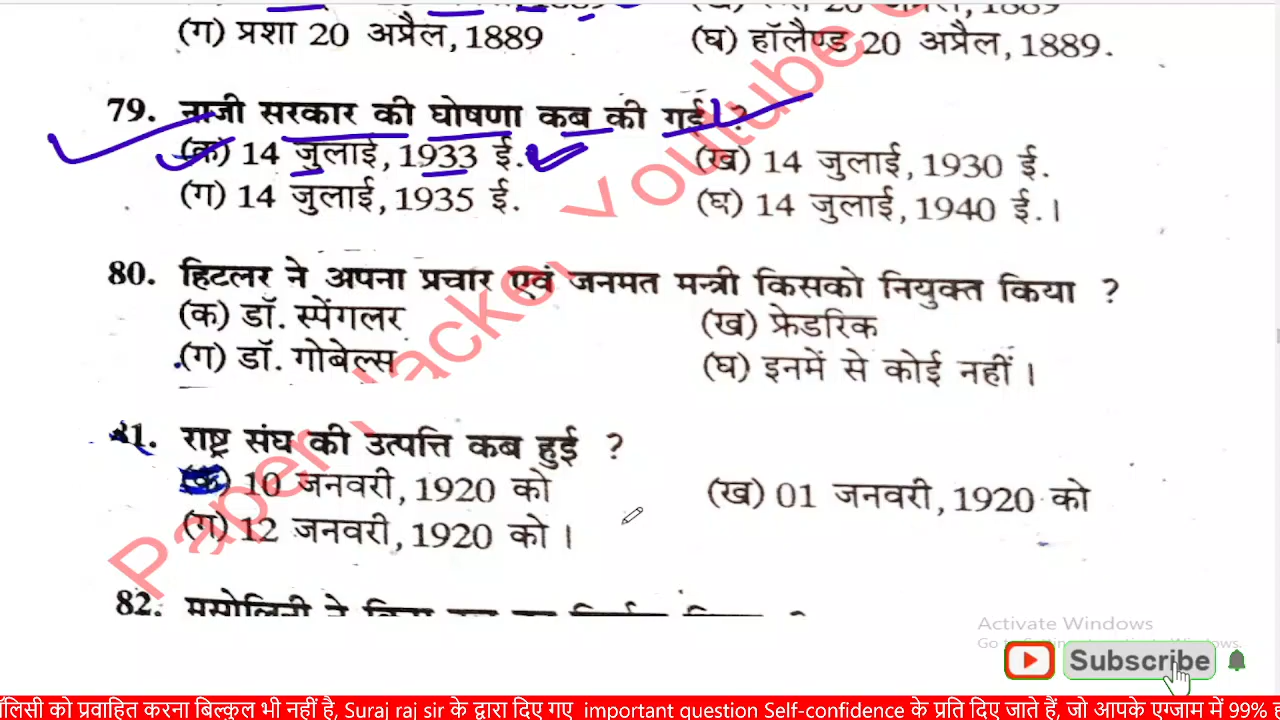 (ग) प्रशा 20 अप्रैल, 1889 (घ) हॉलैण्ड 20 अप्रैल, 1889.
79. नाजी सरकार की घोषणा कब की गई ?
(क) 14 जुलाई, 1933 ई. (ख) 14 जुलाई, 1930 ई.
(ग) 14 जुलाई, 1935 ई. (घ) 14 जुलाई, 1940 ई.।
80. हिटलर ने अपना प्रचार एवं जनमत मन्त्री किसको नियुक्त किया ?
(क) डॉ. स्पेंगलर (ख) फ्रेडरिक
(ग) डॉ. गोबेल्स (घ) इनमें से कोई नहीं।
81. राष्ट्र संघ की उत्पत्ति कब हुई ?
(क) 10 जनवरी, 1920 को (ख) 01 जनवरी, 1920 को
(ग) 12 जनवरी, 1920 को।
82. मुसोलिनी ने
Activate Windows
Subscribe
को प्रवाहित करना बिल्कुल भी नहीं है, Suraj raj sir के द्वारा दिए गए important question Self-confidence के प्रति दिए जाते हैं, जो आपके एग्जाम में 99%